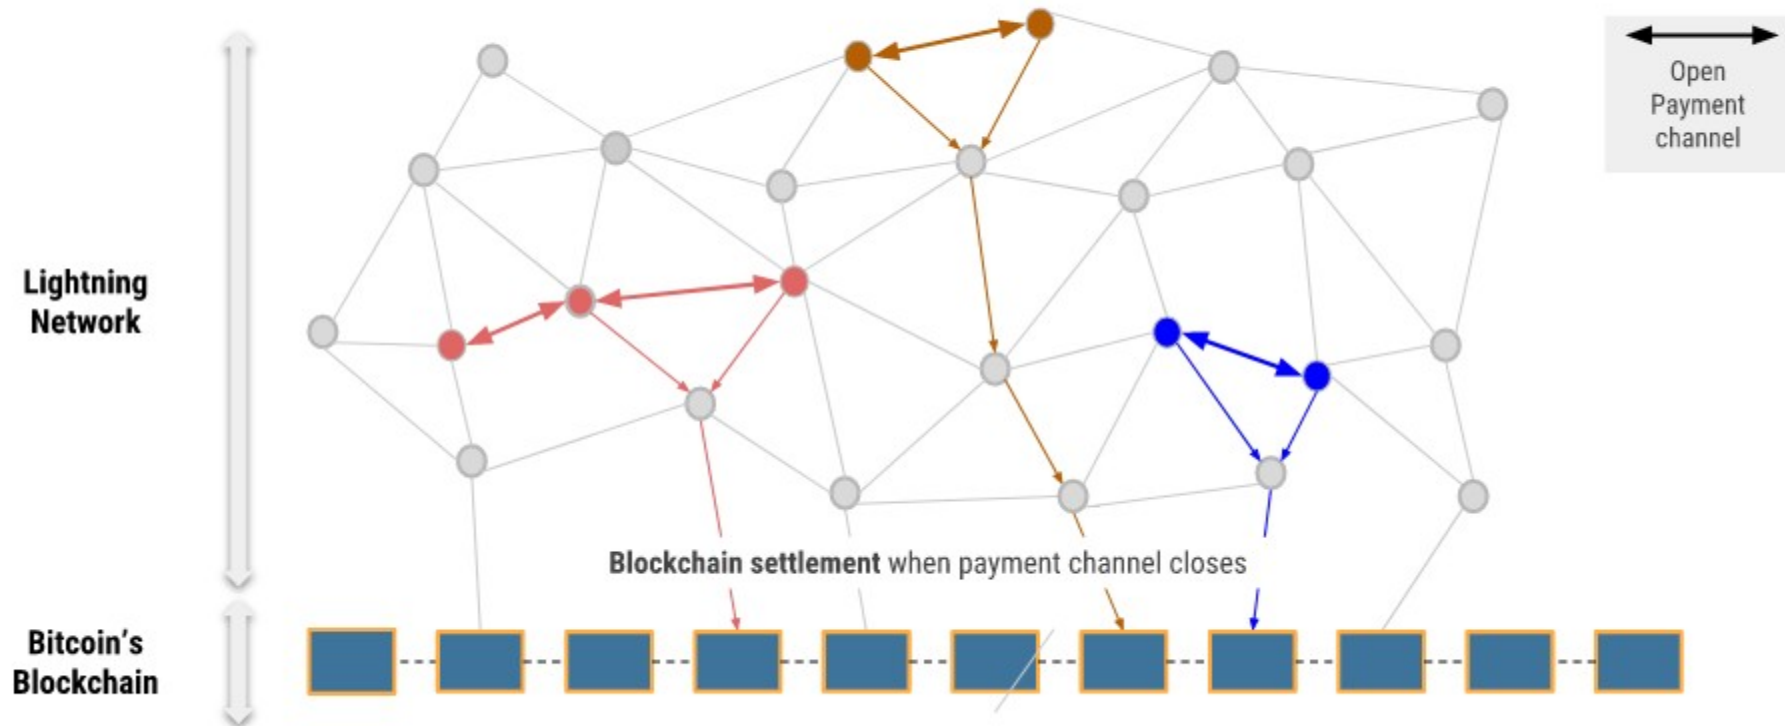 Open
Payment
channel
Lightning
Network
Blockchain settlement when payment channel closes
Bitcoin's
Blockchain